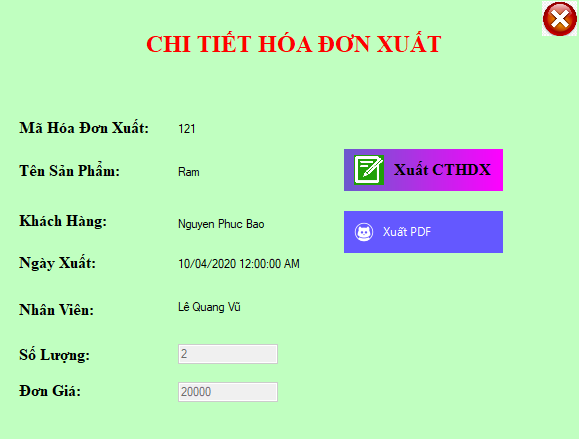 CHI TIẾT HÓA ĐƠN XUẤT
Mã Hóa Đơn Xuất: 121
Tên Sản Phẩm: Ram
Xuất CTHDX
Khách Hàng: Nguyen Phuc Bao
Xuất PDF
Ngày Xuất: 10/04/2020 12:00:00 AM
Nhân Viên: Lê Quang Vũ
Số Lượng: 2
Đơn Giá: 20000